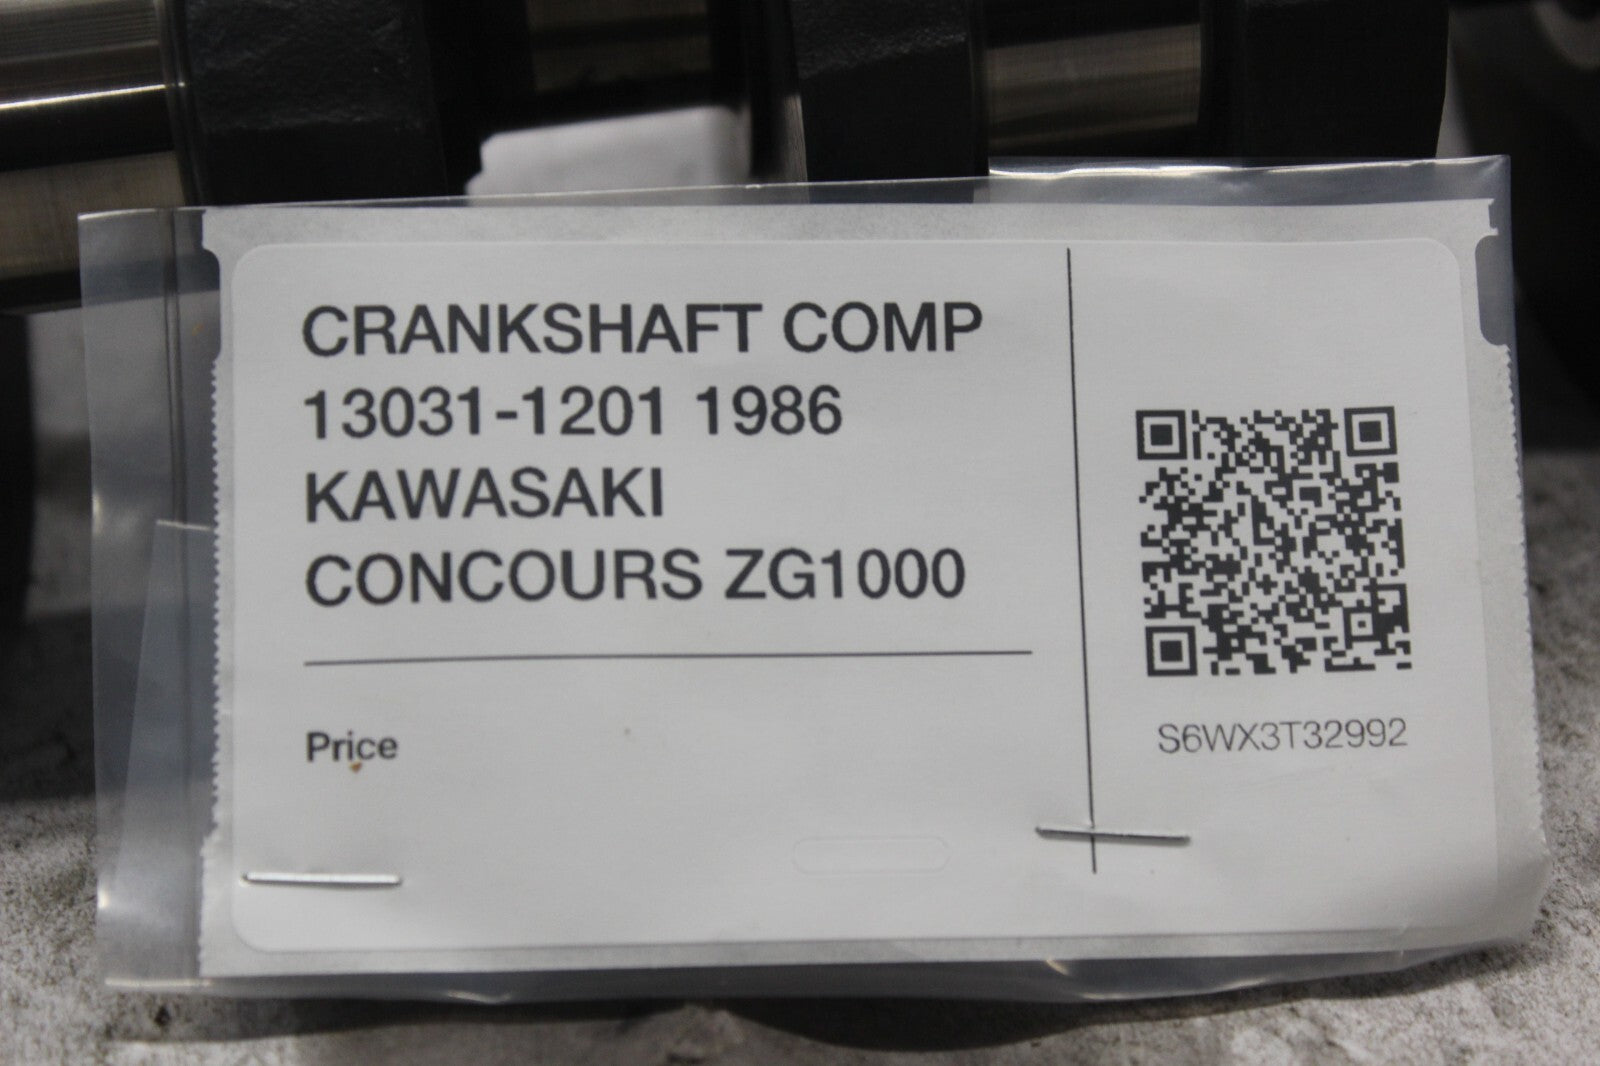 CRANKSHAFT COMP
13031-1201 1986
KAWASAKI
CONCOURS ZG1000
Price
S6WX3T32992